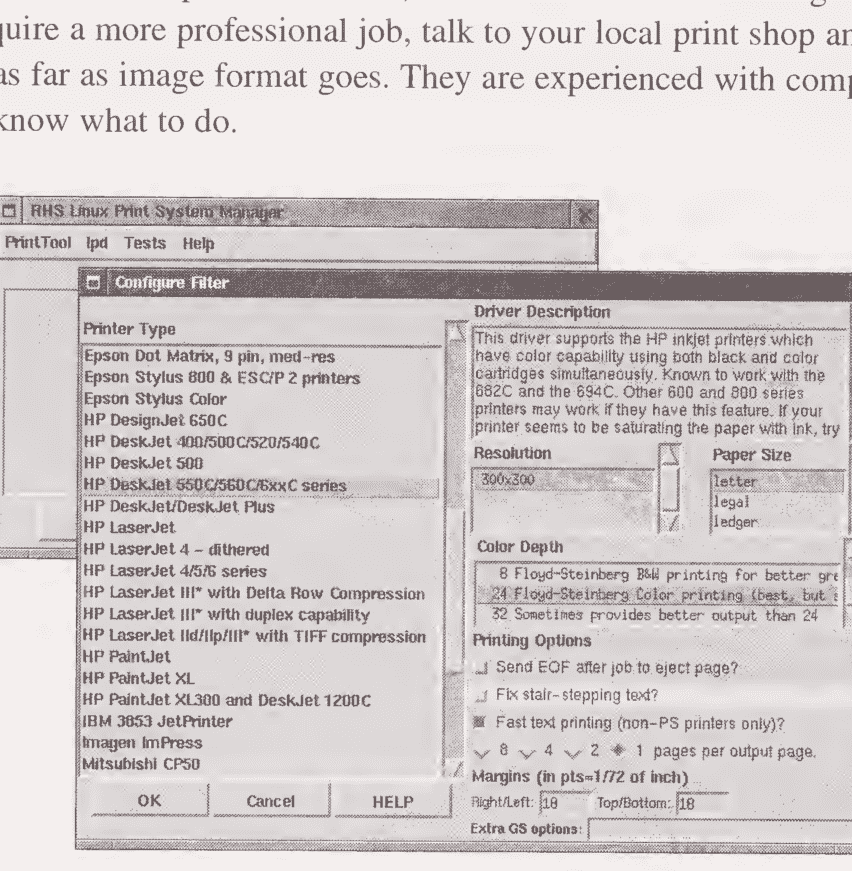 quire a more professional job, talk to your local print shop an
as far as image format goes. They are experienced with comp
know what to do.
RHS Linux Print System Manager
PrintTool lpd Tests Help
Configure Filter
Printer Type
Epson Dot Matrix, 9 pin, med-res
Epson Stylus 800 & ESC/P 2 printers
Epson Stylus Color
HP DesignJet 650C
HP DeskJet 400/500C/520/540C
HP DeskJet 500
HP DeskJet 550C/560C/6xxC series
HP DeskJet/DeskJet Plus
HP LaserJet
HP LaserJet 4 - dithered
HP LaserJet 4/5/6 series
HP LaserJet III* with Delta Row Compression
HP LaserJet III* with duplex capability
HP LaserJet IId/IIp/III* with TIFF compression
HP PaintJet
HP PaintJet XL
HP PaintJet XL300 and DeskJet 1200C
IBM 3853 JetPrinter
Imagen ImPress
Mitsubishi CP50
OK Cancel HELP
Driver Description
This driver supports the HP inkjet printers which
have color capability using both black and color
cartridges simultaneously. Known to work with the
682C and the 694C. Other 600 and 800 series
printers may work if they have this feature. If your
printer seems to be saturating the paper with ink, try
Resolution
300x300
Paper Size
letter
legal
ledger
Color Depth
8 Floyd-Steinberg B&W printing for better gre
24 Floyd-Steinberg Color printing (best, but s
32 Sometimes provides better output than 24
Printing Options
Send EOF after job to eject page?
Fix stair-stepping text?
Fast text printing (non-PS printers only)?
8 4 2 1 pages per output page.
Margins (in pts=1/72 of inch)
Right/Left: 18 Top/Bottom: 18
Extra GS options: